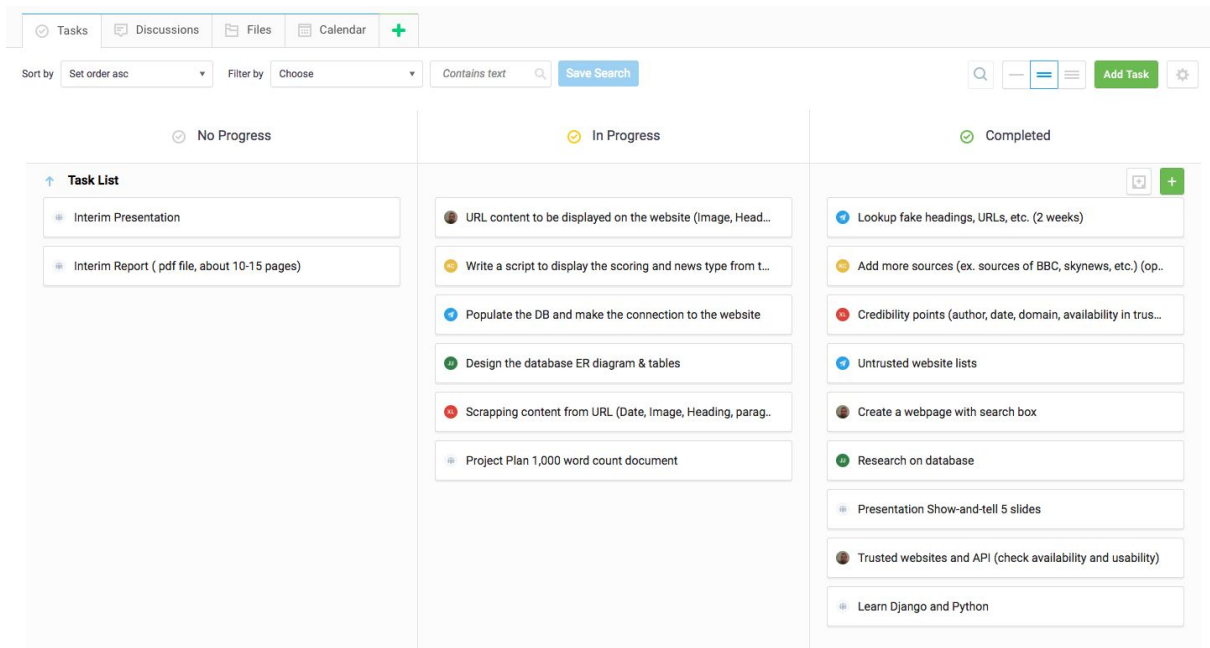 Tasks Discussions Files Calendar
Sort by Set order asc Filter by Choose Contains text Save Search Add Task
No Progress In Progress Completed
Task List
Interim Presentation
Interim Report ( pdf file, about 10-15 pages)
URL content to be displayed on the website (Image, Head...
Write a script to display the scoring and news type from t...
Populate the DB and make the connection to the website
JJ Design the database ER diagram & tables
XL Scrapping content from URL (Date, Image, Heading, parag..
Project Plan 1,000 word count document
Lookup fake headings, URLs, etc. (2 weeks)
Add more sources (ex. sources of BBC, skynews, etc.) (op..
XL Credibility points (author, date, domain, availability in trus...
Untrusted website lists
Create a webpage with search box
JJ Research on database
Presentation Show-and-tell 5 slides
Trusted websites and API (check availability and usability)
Learn Django and Python